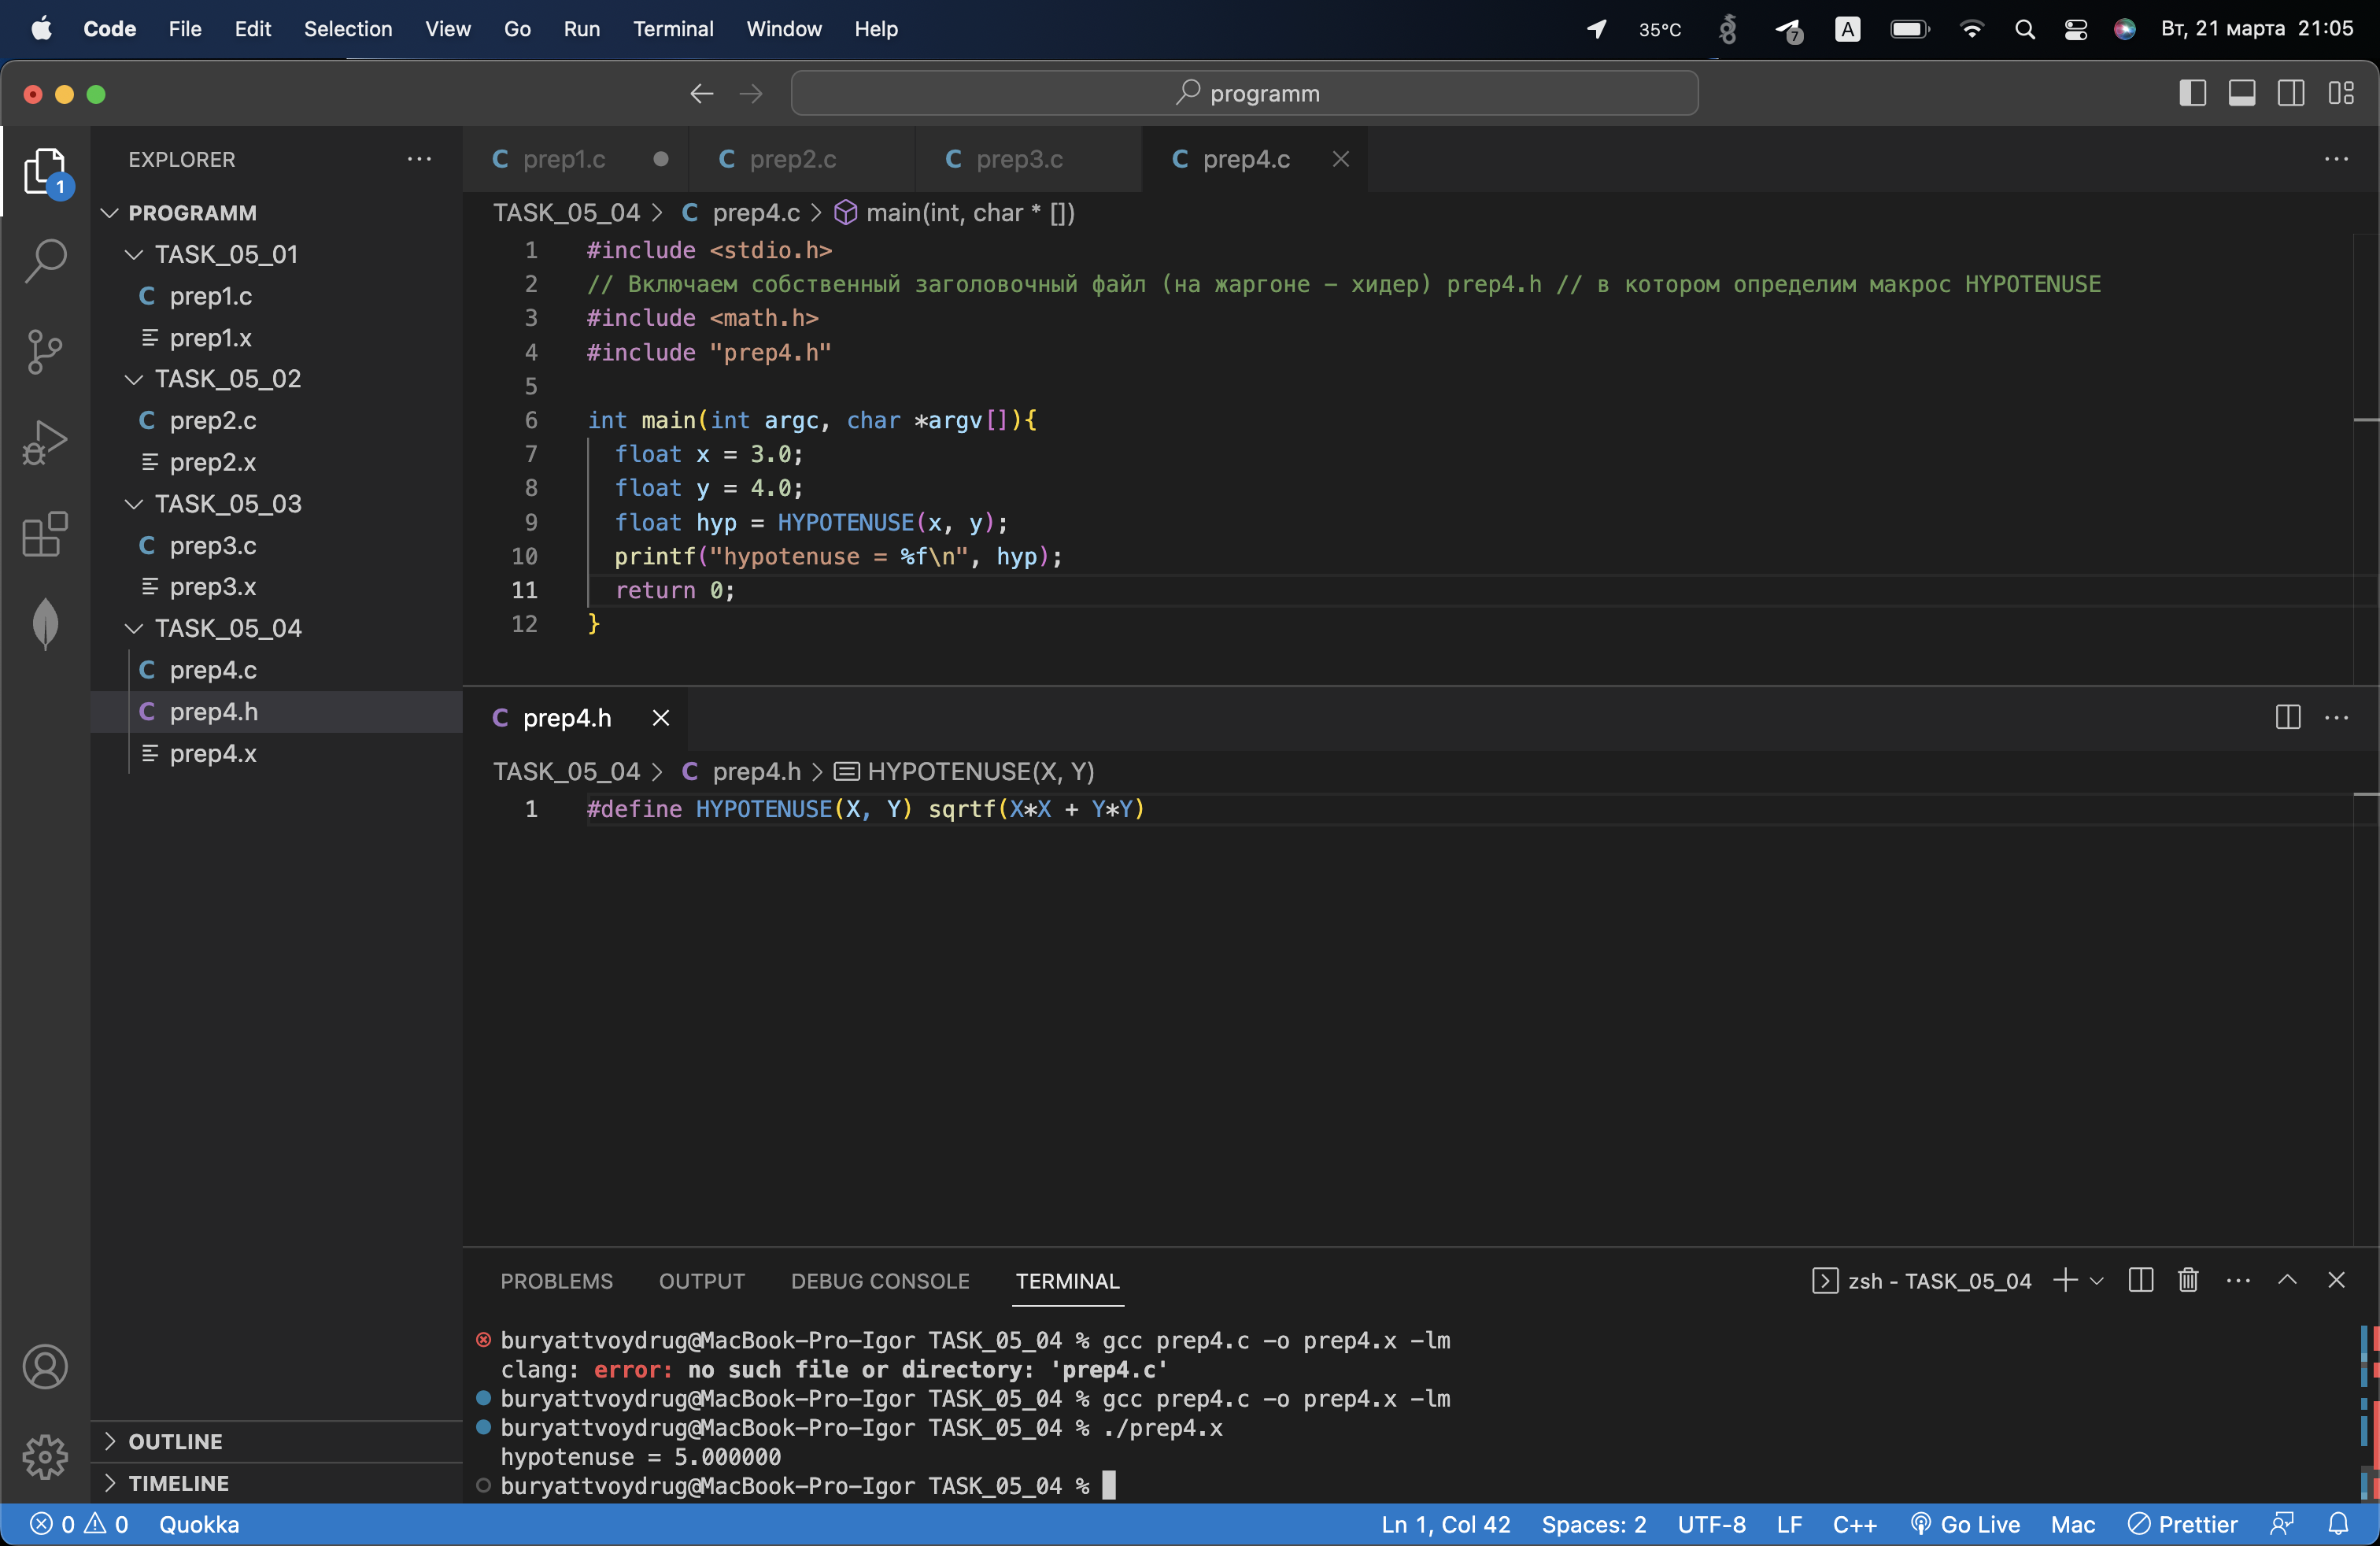 Code File Edit Selection View Go Run Terminal Window Help 35°C 7 A Вт, 21 марта 21:05
programm
EXPLORER
1
PROGRAMM
TASK_05_01
C prep1.c
prep1.x
TASK_05_02
C prep2.c
prep2.x
TASK_05_03
C prep3.c
prep3.x
TASK_05_04
C prep4.c
C prep4.h
prep4.x
OUTLINE
TIMELINE
C prep1.c C prep2.c C prep3.c C prep4.c
TASK_05_04 > C prep4.c > main(int, char * [])
1 #include <stdio.h>
2 // Включаем собственный заголовочный файл (на жаргоне – хидер) prep4.h // в котором определим макрос HYPOTENUSE
3 #include <math.h>
4 #include "prep4.h"
5
6 int main(int argc, char *argv[]){
7 float x = 3.0;
8 float y = 4.0;
9 float hyp = HYPOTENUSE(x, y);
10 printf("hypotenuse = %f\n", hyp);
11 return 0;
12 }
C prep4.h
TASK_05_04 > C prep4.h > HYPOTENUSE(X, Y)
1 #define HYPOTENUSE(X, Y) sqrtf(X*X + Y*Y)
PROBLEMS OUTPUT DEBUG CONSOLE TERMINAL zsh - TASK_05_04
buryattvoydrug@MacBook-Pro-Igor TASK_05_04 % gcc prep4.c -o prep4.x -lm
clang: error: no such file or directory: 'prep4.c'
buryattvoydrug@MacBook-Pro-Igor TASK_05_04 % gcc prep4.c -o prep4.x -lm
buryattvoydrug@MacBook-Pro-Igor TASK_05_04 % ./prep4.x
hypotenuse = 5.000000
buryattvoydrug@MacBook-Pro-Igor TASK_05_04 %
0 0 Quokka Ln 1, Col 42 Spaces: 2 UTF-8 LF C++ Go Live Mac Prettier